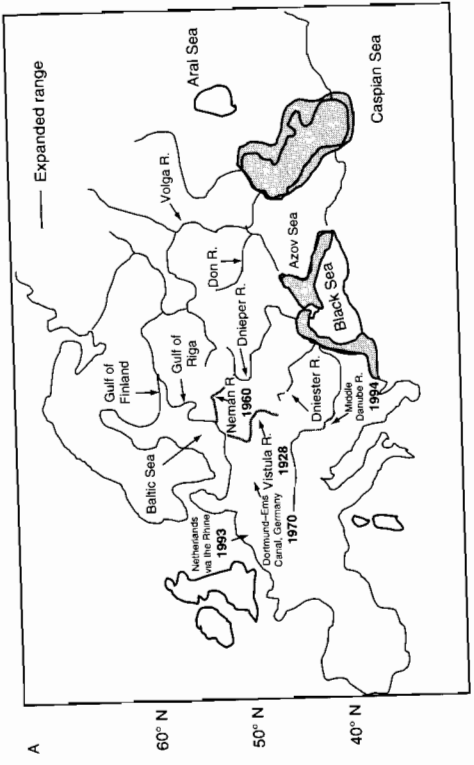 A
Expanded range
60° N
50° N
40° N
Aral Sea
Caspian Sea
Volga R.
Don R.
Azov Sea
Black Sea
Dnieper R.
Gulf of
Finland
Gulf of
Riga
Baltic Sea
Neman R.
1960
Dniester R.
Middle
Danube R.
1994
Vistula R.
1928
Netherlands
via the Rhine
1993
Dortmund–Ems
Canal, Germany
1970